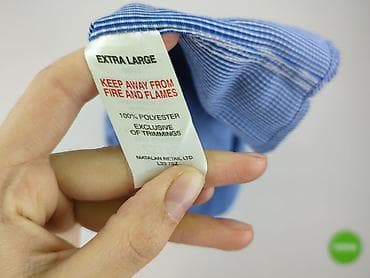 EXTRA LARGE
KEEP AWAY FROM
FIRE AND FLAMES
100% POLYESTER
EXCLUSIVE
OF TRIMMINGS
MATALAN RETAIL LTD.